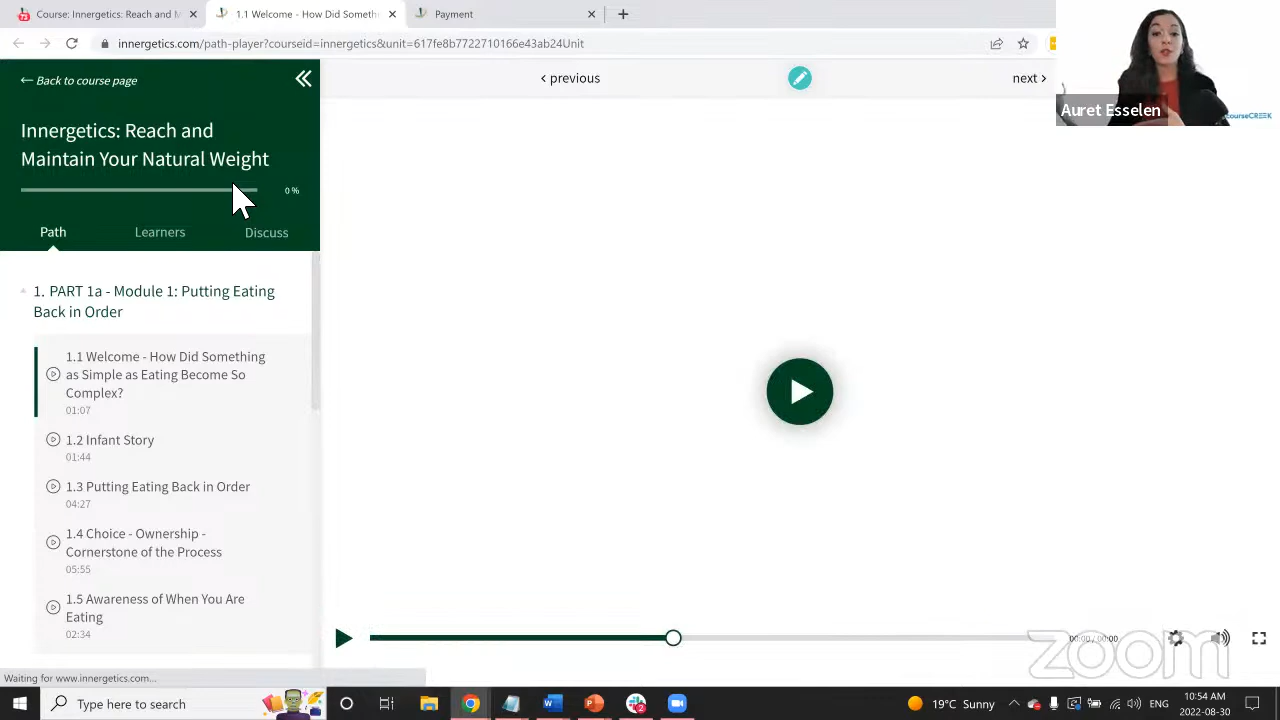 Course: Reach and M
1.1 Welcome - How Did Someth
Payment
innergetics.com/path-player?courseid=innergetics&unit=617fe8b7722710166e43ab24Unit
Auret Esselen
courseCREEK
← Back to course page
previous
next
Innergetics: Reach and
Maintain Your Natural Weight
0 %
Path
Learners
Discuss
1. PART 1a - Module 1: Putting Eating
Back in Order
1.1 Welcome - How Did Something
as Simple as Eating Become So
Complex?
01:07
1.2 Infant Story
01:44
1.3 Putting Eating Back in Order
04:27
1.4 Choice - Ownership -
Cornerstone of the Process
05:55
1.5 Awareness of When You Are
Eating
02:34
00:00 / 00:00
zoom
Waiting for www.innergetics.com...
Type here to search
19°C Sunny
ENG
10:54 AM
2022-08-30